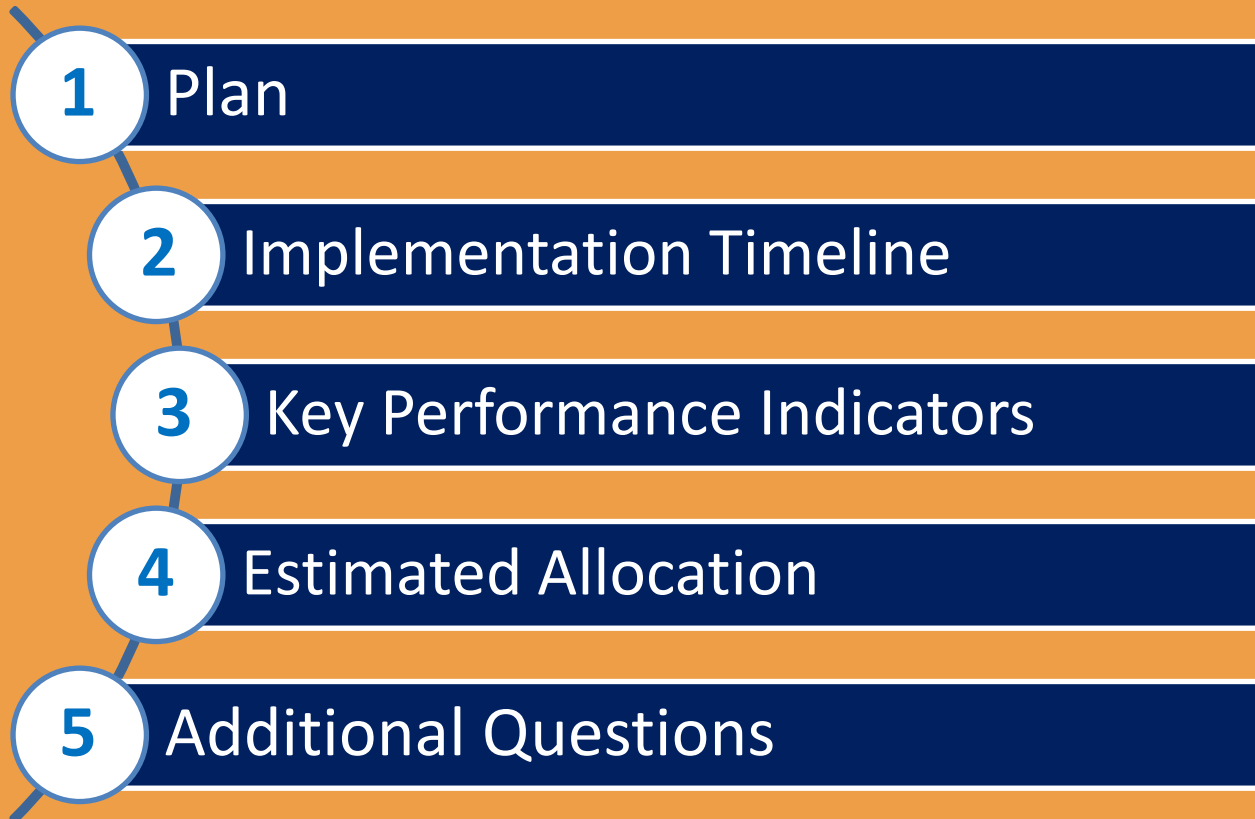 1 Plan
2 Implementation Timeline
3 Key Performance Indicators
4 Estimated Allocation
5 Additional Questions